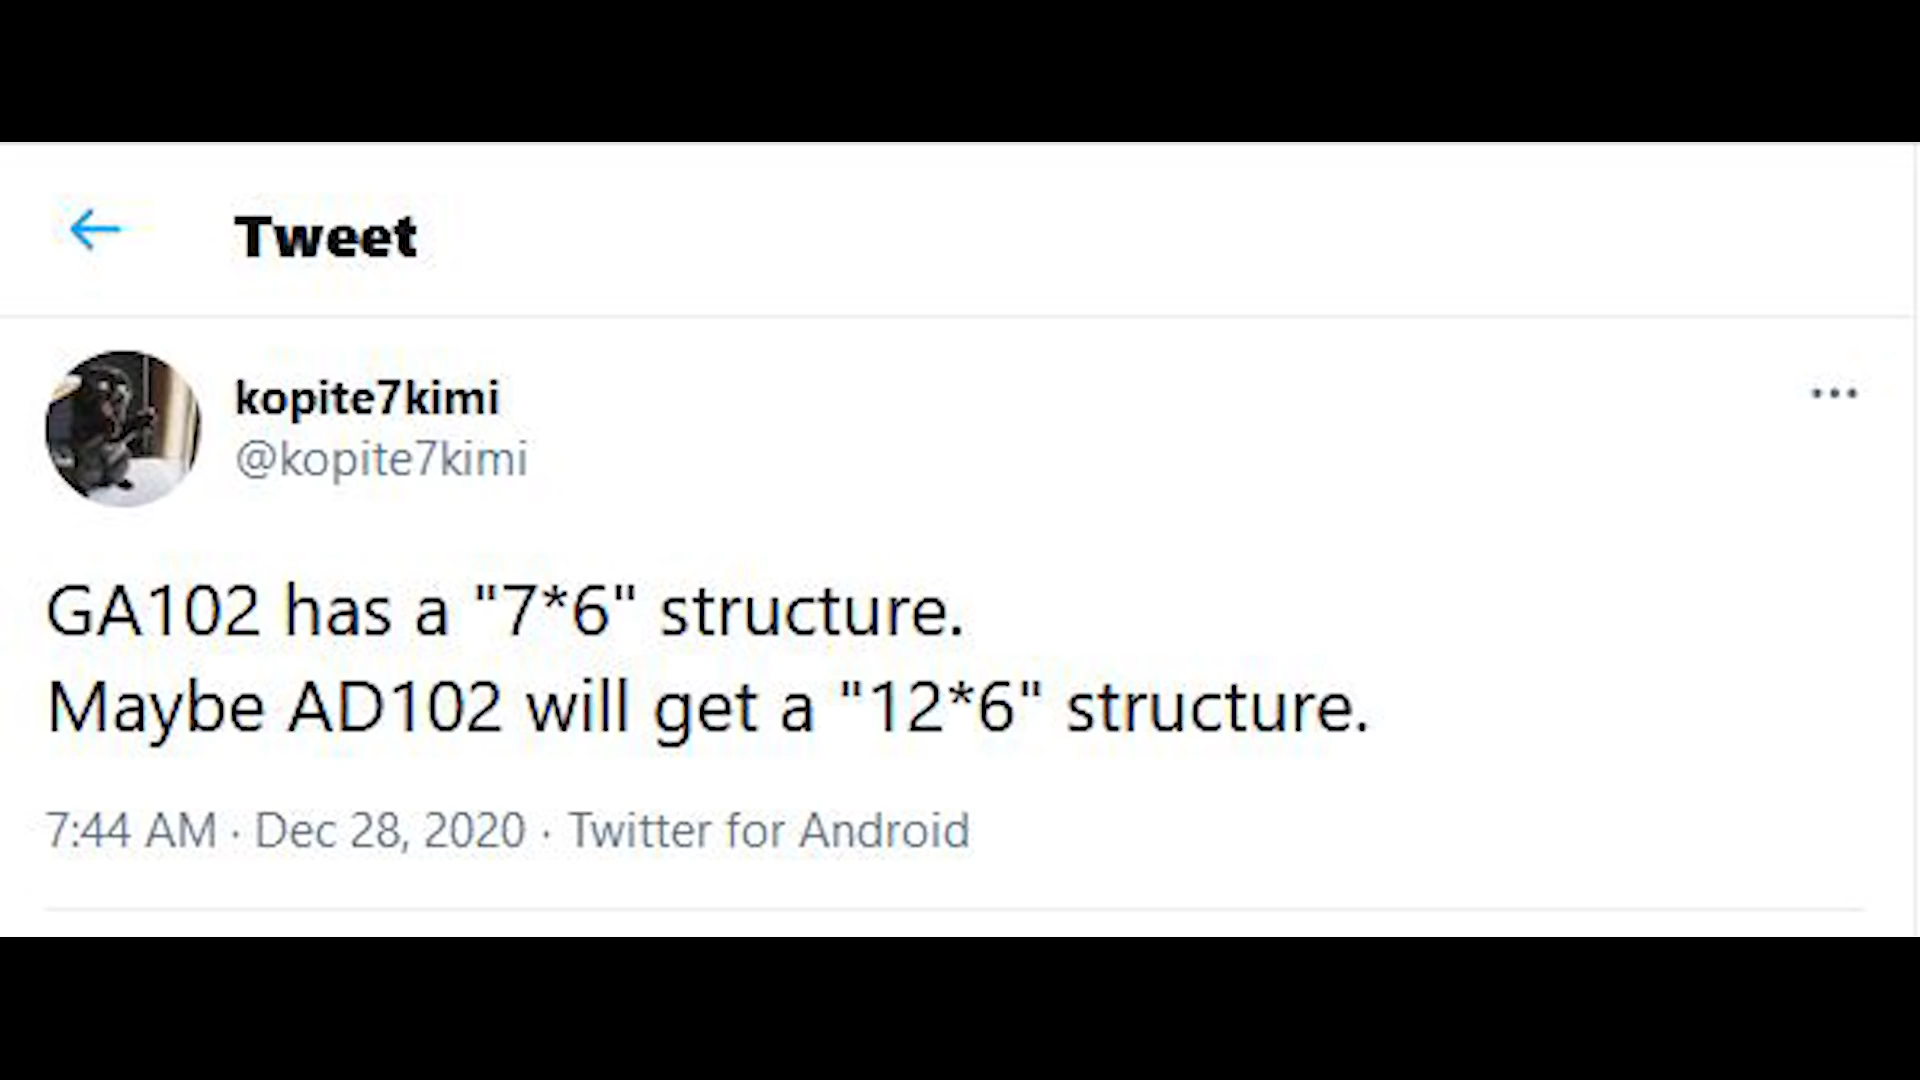 Tweet
kopite7kimi
@kopite7kimi
GA102 has a "7*6" structure.
Maybe AD102 will get a "12*6" structure.
7:44 AM · Dec 28, 2020 · Twitter for Android